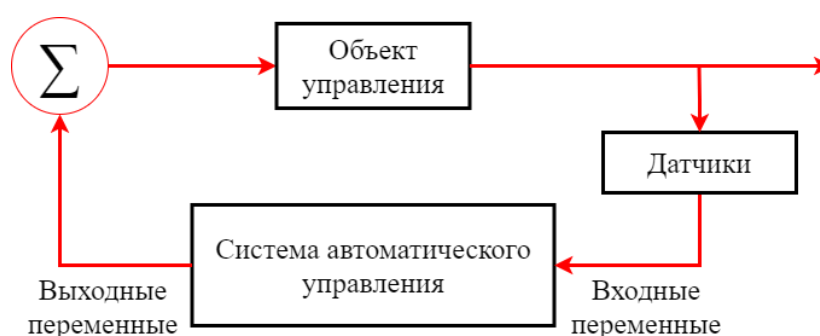 ∑
Объект
управления
Датчики
Система автоматического
управления
Выходные
переменные
Входные
переменные